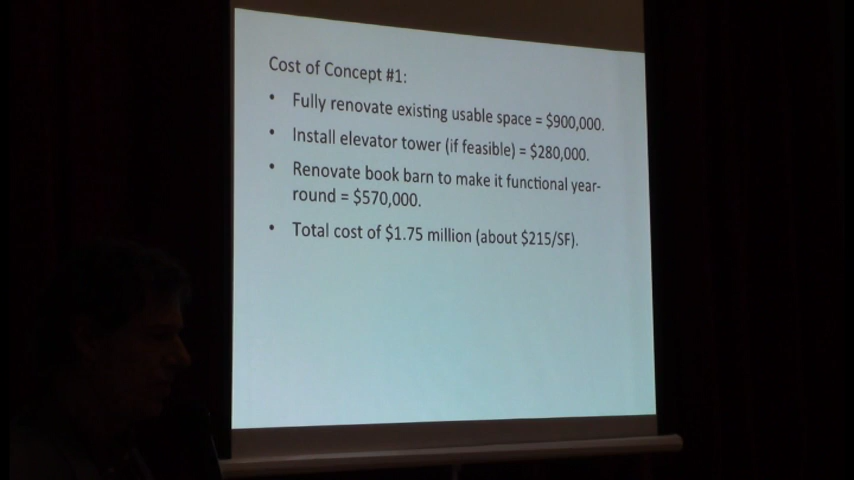 Cost of Concept #1:
• Fully renovate existing usable space = $900,000.
• Install elevator tower (if feasible) = $280,000.
• Renovate book barn to make it functional year-
round = $570,000.
• Total cost of $1.75 million (about $215/SF).